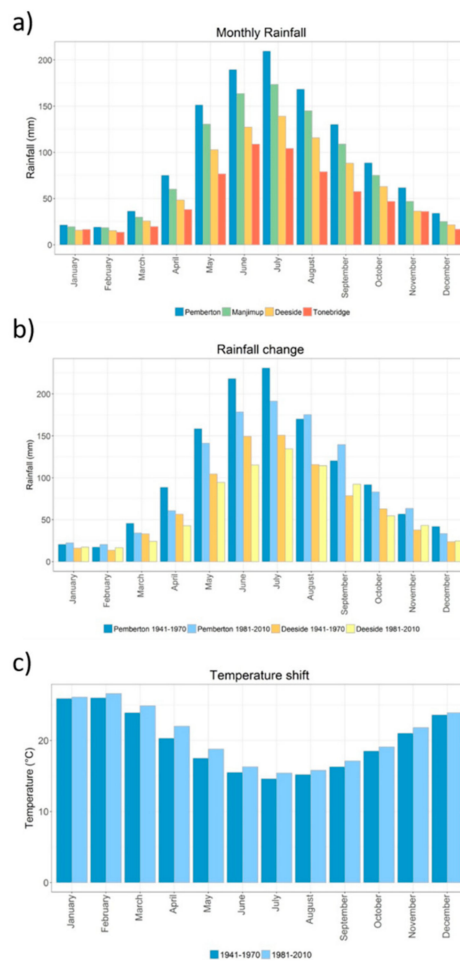 a)
Monthly Rainfall
Rainfall (mm)
200
150
100
50
0
January
February
March
April
May
June
July
August
September
October
November
December
Pemberton Manjimup Deeside Tonebridge
b)
Rainfall change
Rainfall (mm)
200
150
100
50
0
January
February
March
April
May
June
July
August
September
October
November
December
Pemberton 1941-1970 Pemberton 1981-2010 Deeside 1941-1970 Deeside 1981-2010
c)
Temperature shift
Temperature (°C)
20
10
0
January
February
March
April
May
June
July
August
September
October
November
December
1941-1970 1981-2010